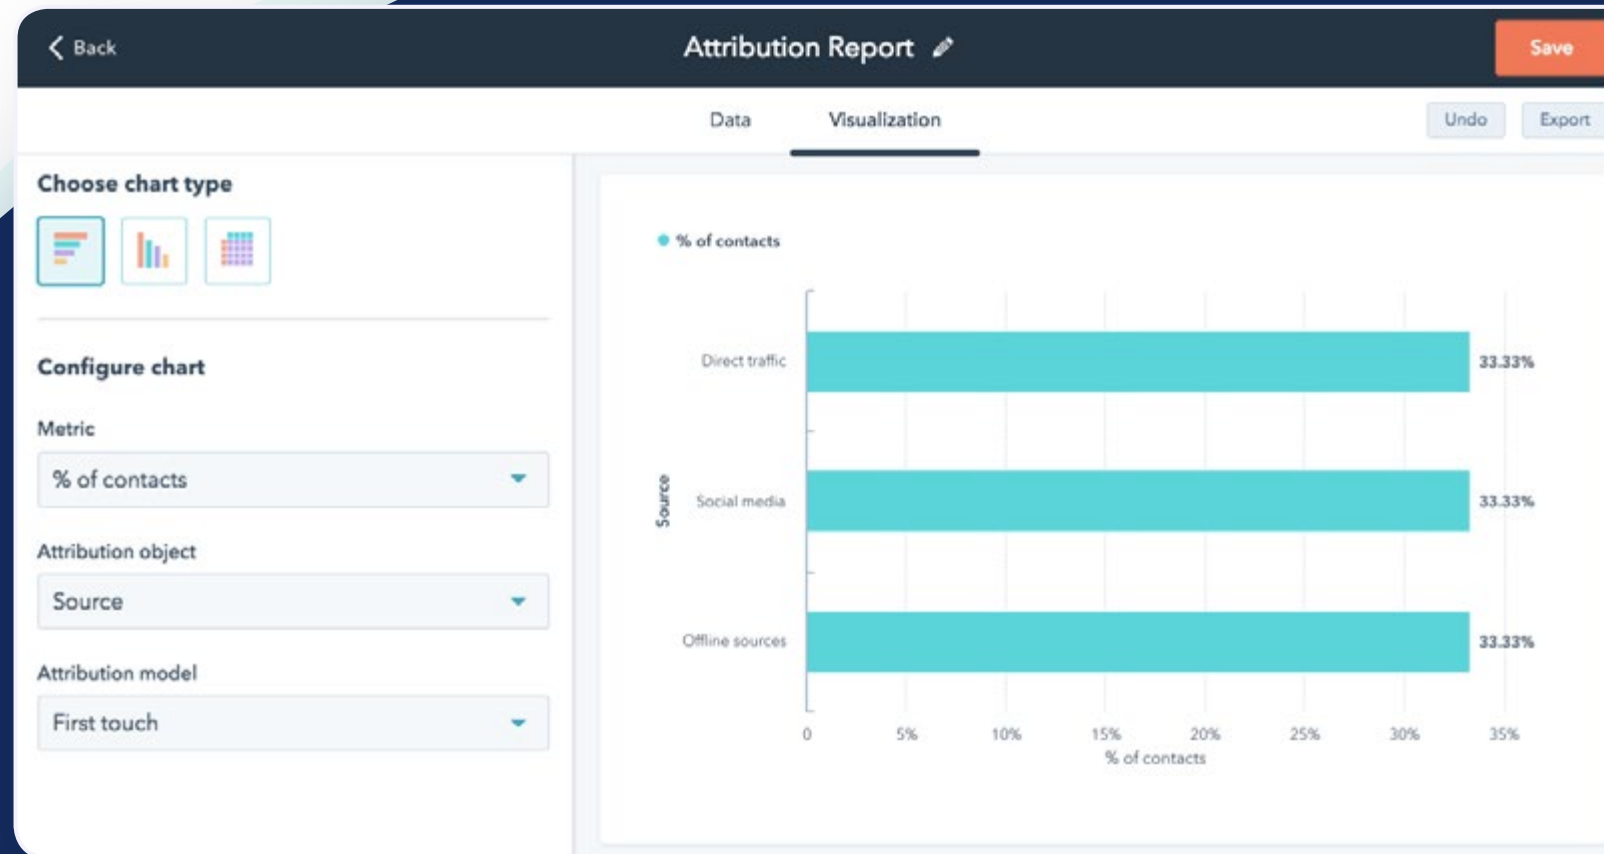 Back
Attribution Report
Save
Data
Visualization
Undo
Export
Choose chart type
Configure chart
Metric
% of contacts
Attribution object
Source
Attribution model
First touch
% of contacts
Source
Direct traffic
33.33%
Social media
33.33%
Offline sources
33.33%
0 5% 10% 15% 20% 25% 30% 35%
% of contacts